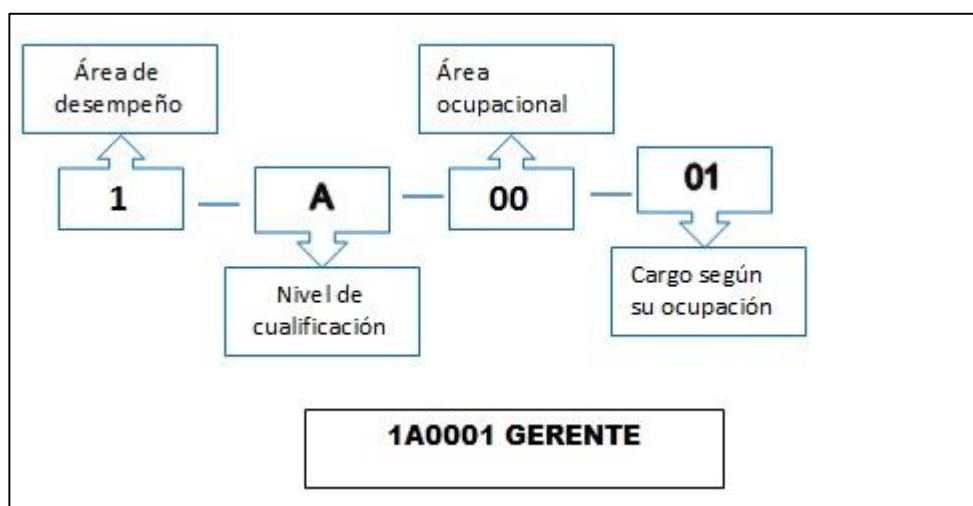 Área de
desempeño
Área
ocupacional
1
A
00
01
Nivel de
cualificación
Cargo según
su ocupación
1A0001 GERENTE